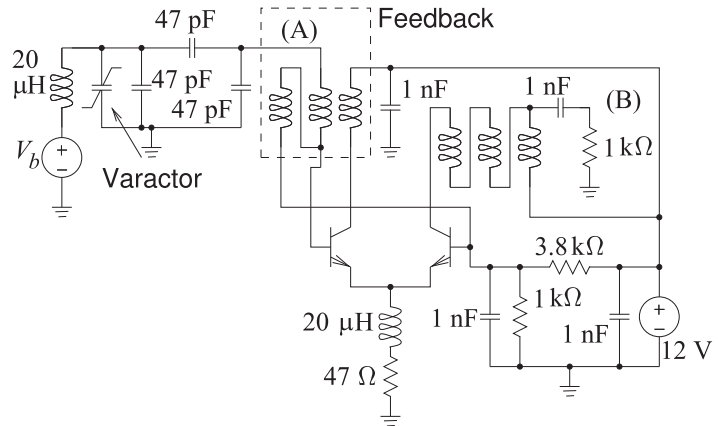 Feedback
47 pF
(A)
20
μH
47 pF
47 pF
1 nF
1 nF
(B)
1 kΩ
V_b
+
−
Varactor
3.8 kΩ
1 kΩ
20 μH
1 nF
1 nF
+
−
12 V
47 Ω